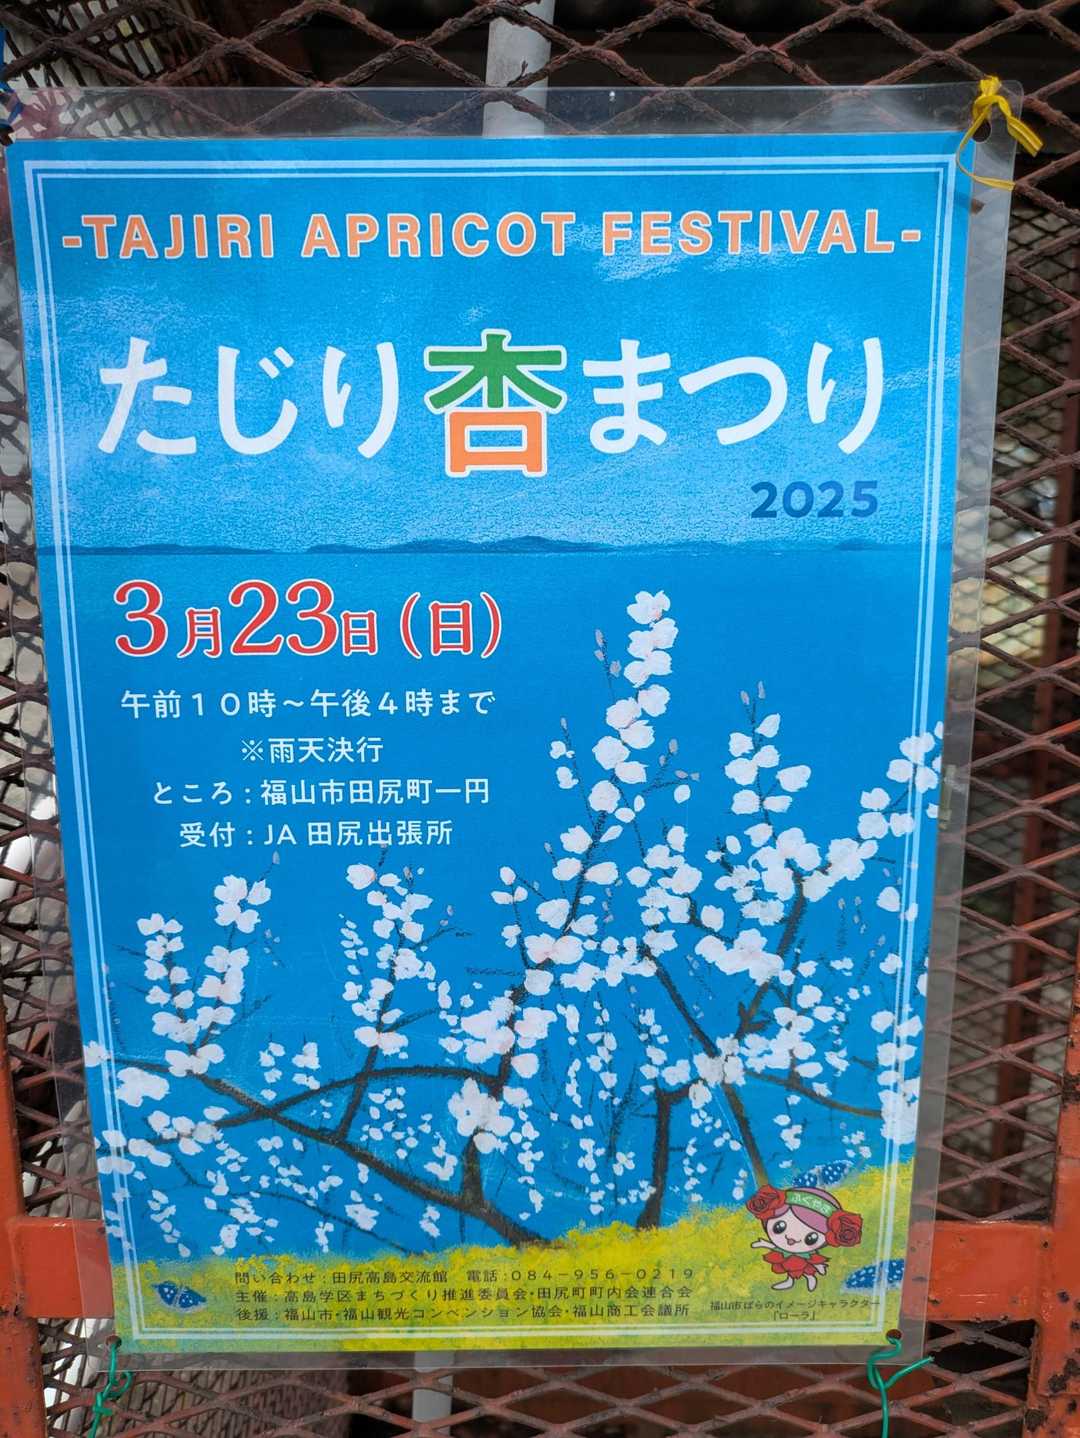 -TAJIRI APRICOT FESTIVAL-
たじり杏まつり
2025
3月23日(日)
午前10時～午後4時まで
※雨天決行
ところ：福山市田尻町一円
受付：JA 田尻出張所
ふくやま
問い合わせ：田尻高島交流館　電話：084-956-0219
主催：高島学区まちづくり推進委員会・田尻町町内会連合会
後援：福山市・福山観光コンベンション協会・福山商工会議所
福山市ばらのイメージキャラクター
「ローラ」